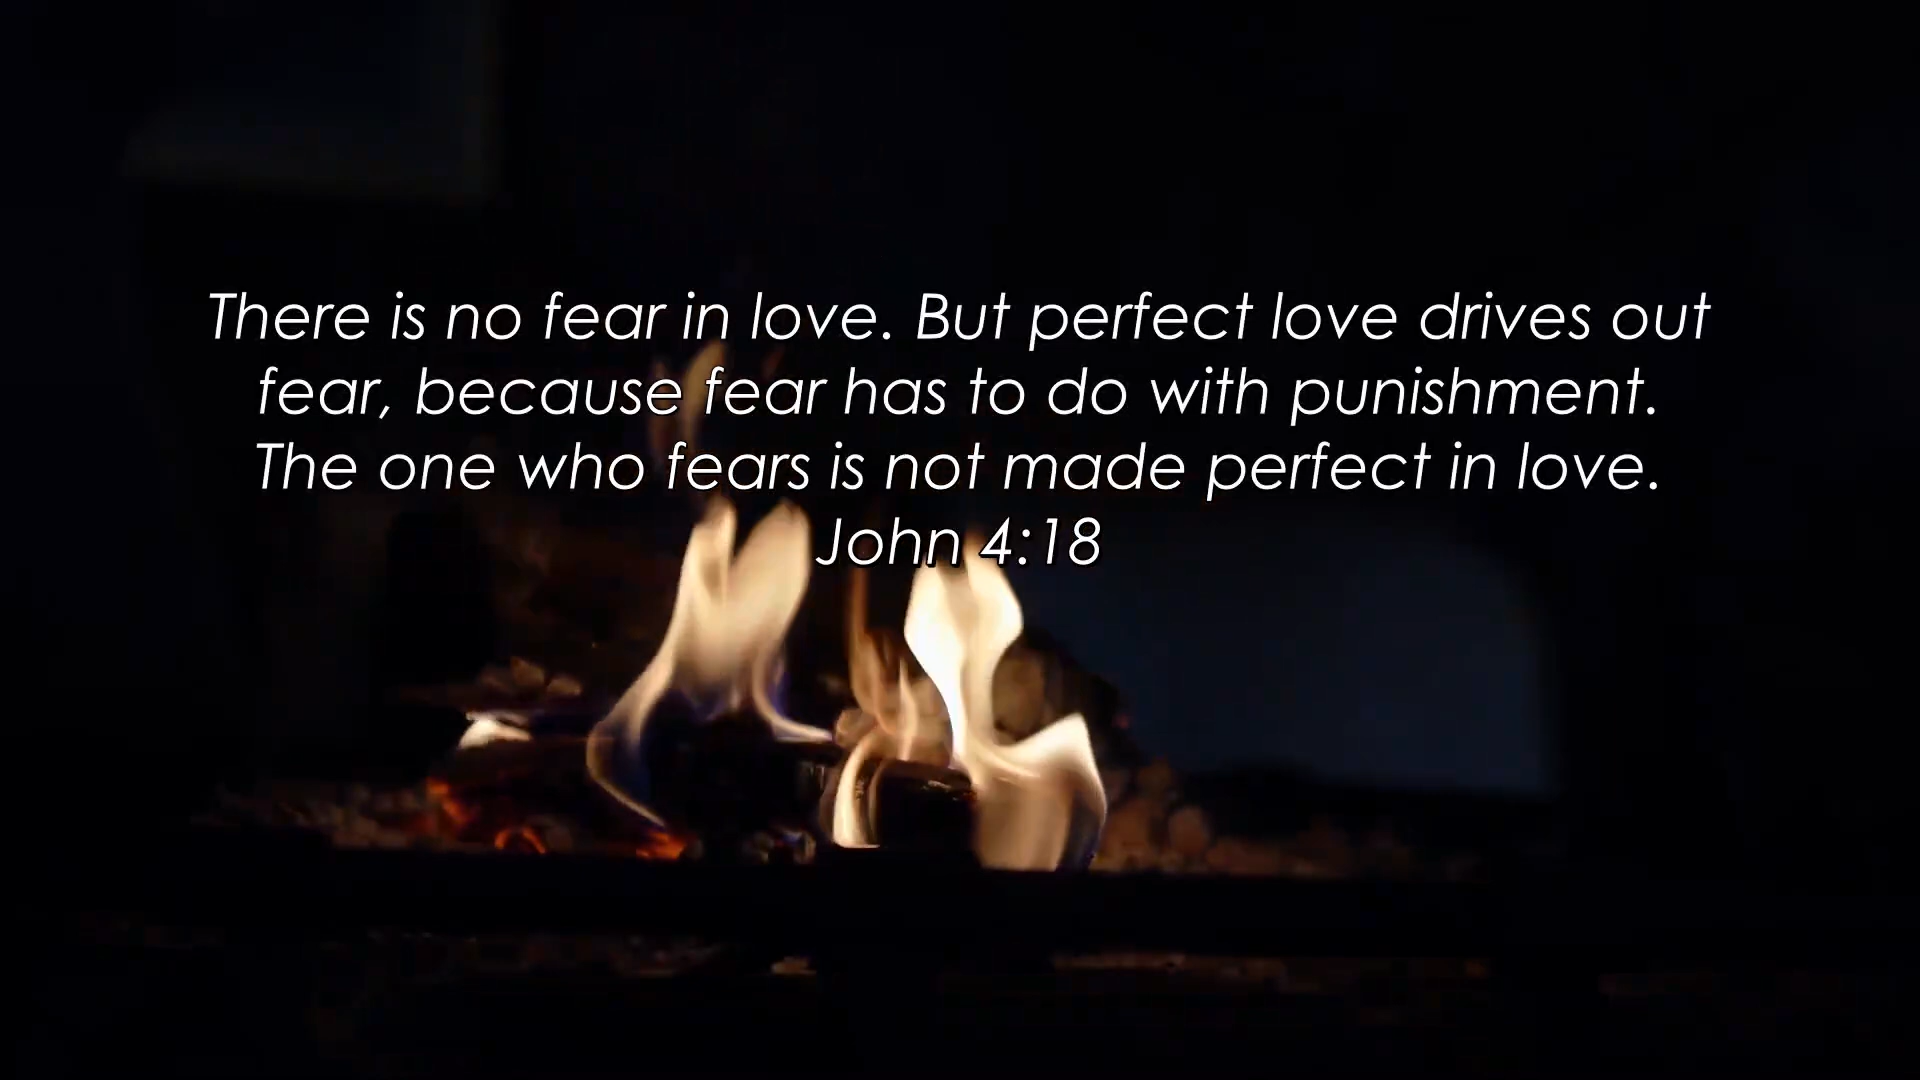 There is no fear in love. But perfect love drives out
fear, because fear has to do with punishment.
The one who fears is not made perfect in love.
John 4:18